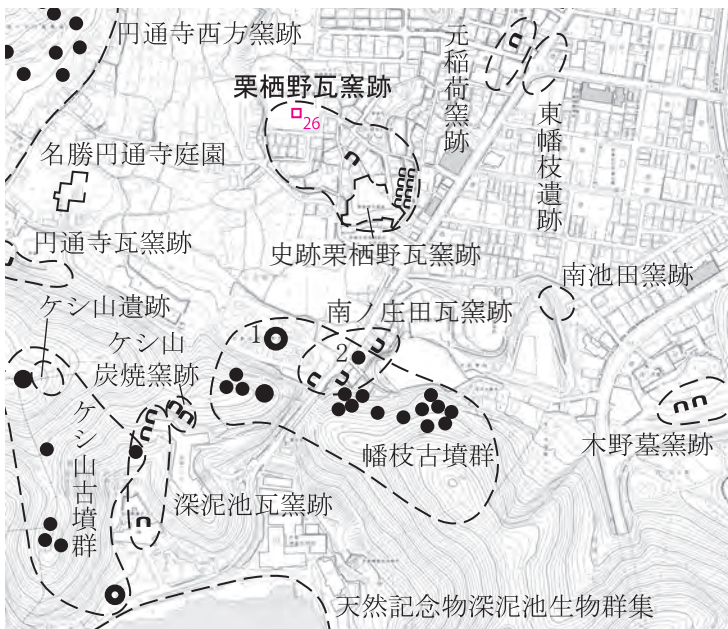 円通寺西方窯跡
元稲荷窯跡
栗栖野瓦窯跡
26
東幡枝遺跡
名勝円通寺庭園
円通寺瓦窯跡
史跡栗栖野瓦窯跡
南池田窯跡
ケシ山遺跡
南ノ庄田瓦窯跡
1
ケシ山
炭焼窯跡
2
ケシ山古墳群
幡枝古墳群
木野墓窯跡
深泥池瓦窯跡
天然記念物深泥池生物群集